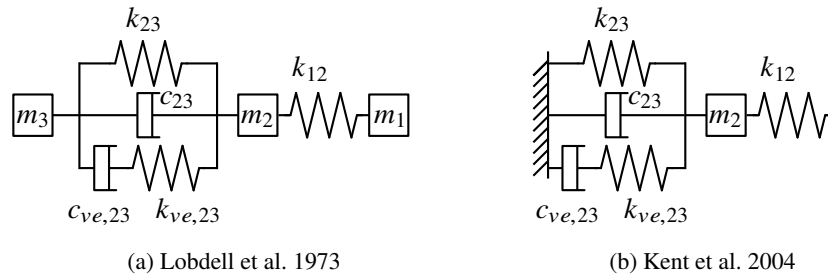 k23
k12
m3
c23
m2
m1
cve,23
kve,23
(a) Lobdell et al. 1973
k23
k12
c23
m2
cve,23
kve,23
(b) Kent et al. 2004